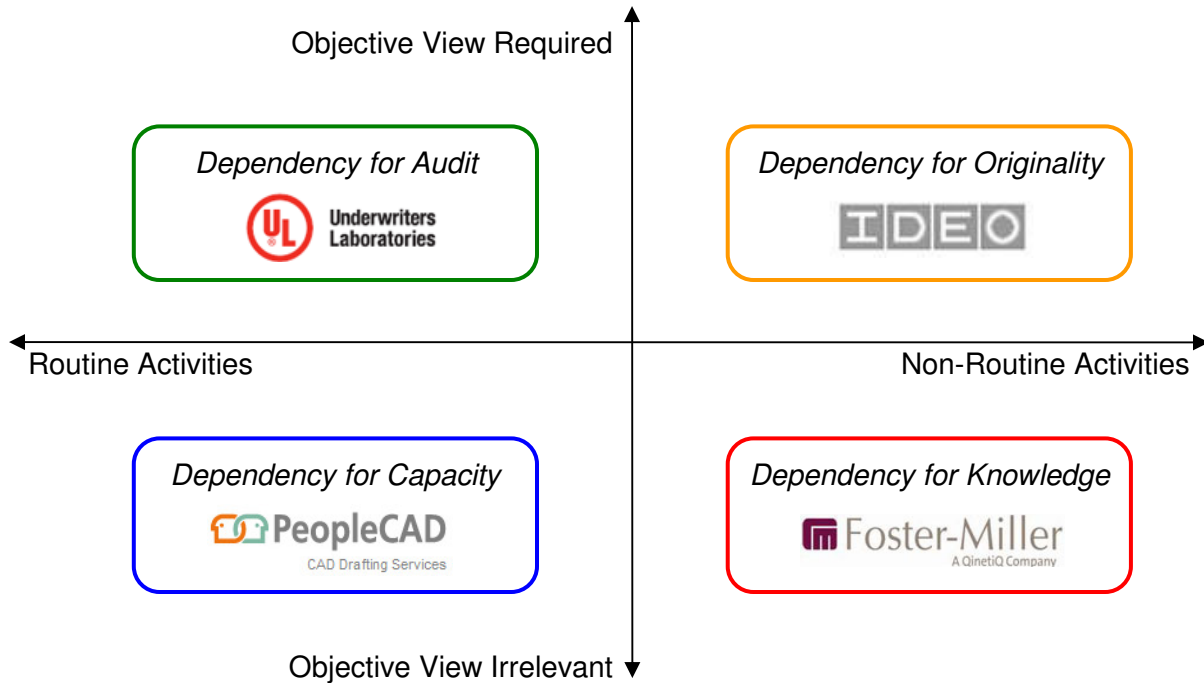 Objective View Required
Dependency for Audit
UL
®
Underwriters
Laboratories
Dependency for Originality
IDEO
Routine Activities
Non-Routine Activities
Dependency for Capacity
PeopleCAD
CAD Drafting Services
Dependency for Knowledge
Foster-Miller
A QinetiQ Company
Objective View Irrelevant